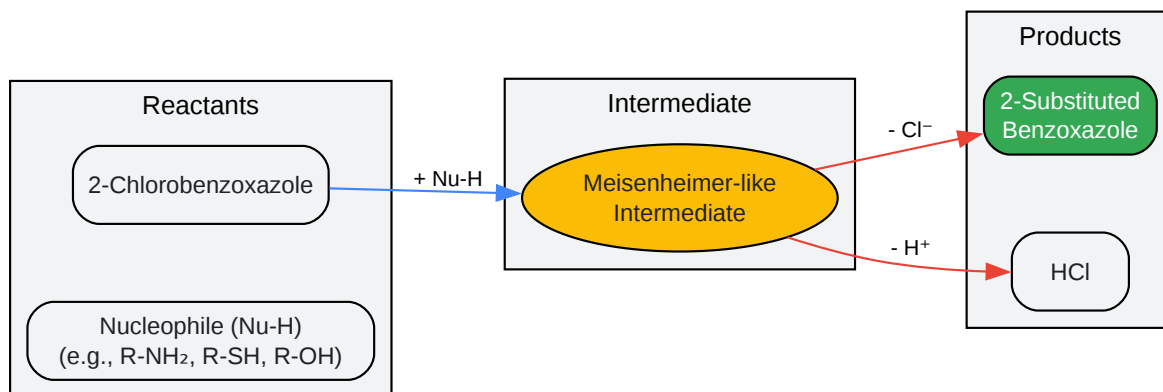 Reactants
2-Chlorobenzoxazole
Nucleophile (Nu-H)
(e.g., R-NH₂, R-SH, R-OH)
+ Nu-H
Intermediate
Meisenheimer-like
Intermediate
- Cl⁻
- H⁺
Products
2-Substituted
Benzoxazole
HCl